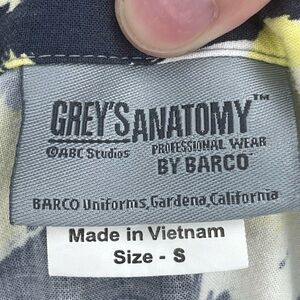 GREY'S ANATOMY™
©ABC Studios PROFESSIONAL WEAR
BY BARCO®
BARCO Uniforms, Gardena, California
Made in Vietnam
Size - S